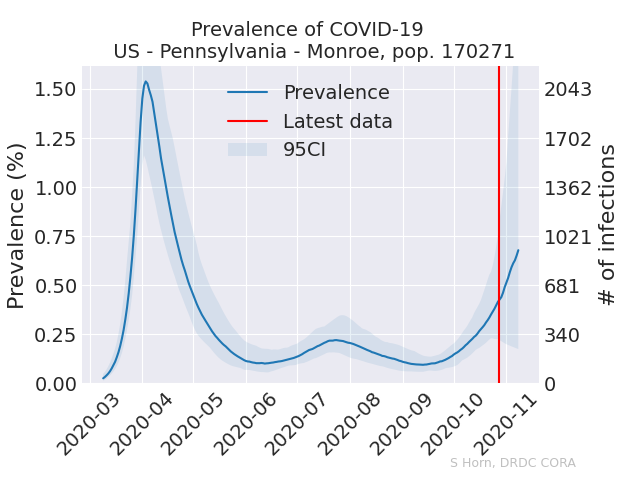 Prevalence of COVID-19
US - Pennsylvania - Monroe, pop. 170271
Prevalence (%)
1.50
1.25
1.00
0.75
0.50
0.25
0.00
Prevalence
Latest data
95CI
2043
1702
1362
1021
681
340
0
# of infections
2020-03
2020-04
2020-05
2020-06
2020-07
2020-08
2020-09
2020-10
2020-11
S Horn, DRDC CORA